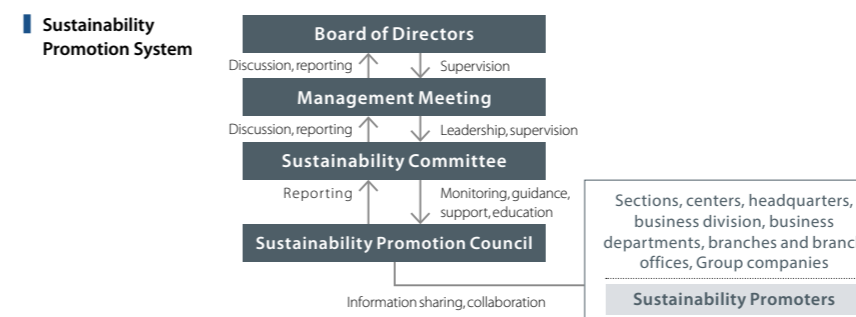 Sustainability
Promotion System
Board of Directors
Discussion, reporting
Supervision
Management Meeting
Discussion, reporting
Leadership, supervision
Sustainability Committee
Reporting
Monitoring, guidance,
support, education
Sustainability Promotion Council
Information sharing, collaboration
Sections, centers, headquarters,
business division, business
departments, branches and branc
offices, Group companies
Sustainability Promoters